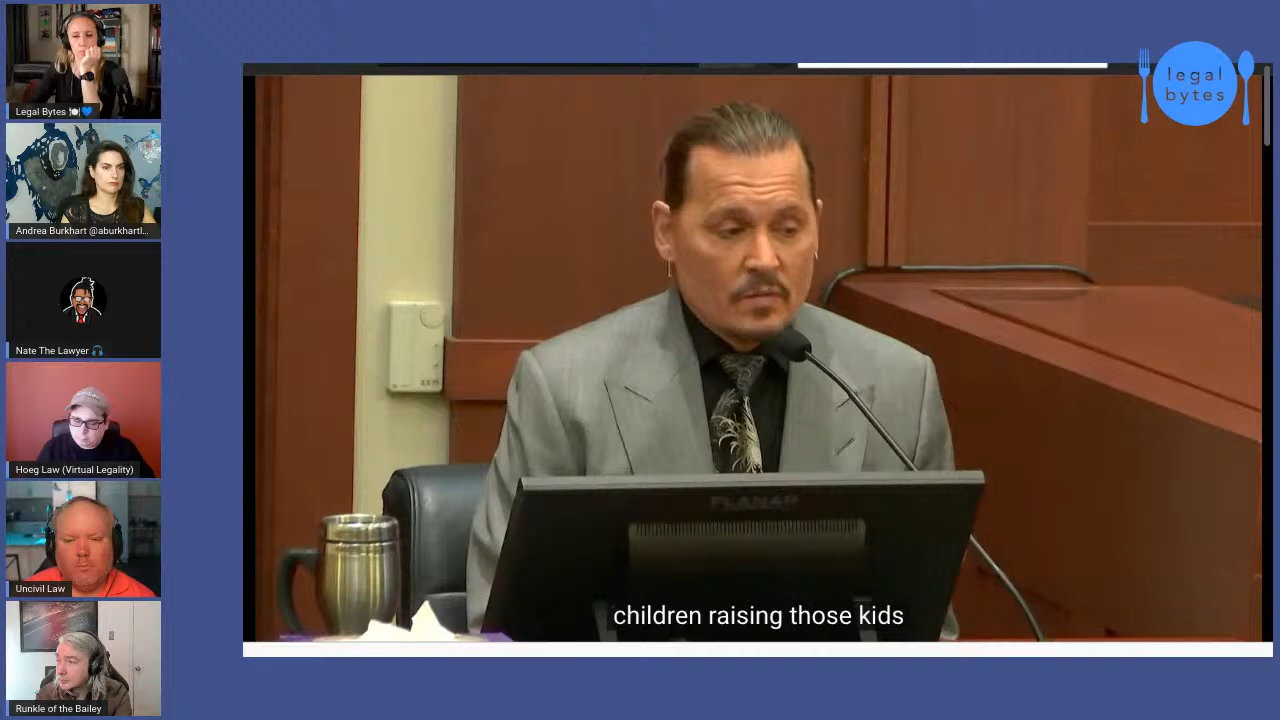 Legal Bytes 🍽💙
Andrea Burkhart @aburkhartl...
Nate The Lawyer 🎧
Hoeg Law (Virtual Legality)
Uncivil Law
Runkle of the Bailey
legal
bytes
PLANAR
children raising those kids